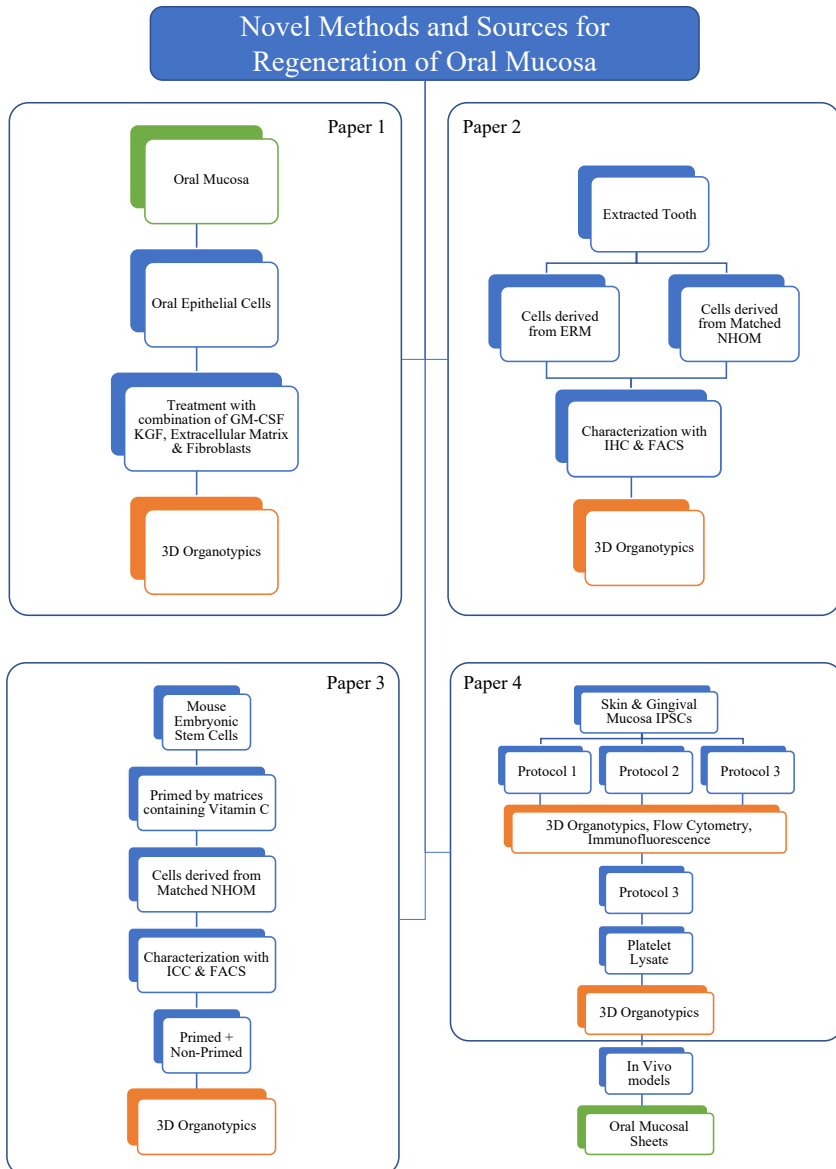 Novel Methods and Sources for
Regeneration of Oral Mucosa
Paper 1
Oral Mucosa
Oral Epithelial Cells
Treatment with
combination of GM-CSF
KGF, Extracellular Matrix
& Fibroblasts
3D Organotypics
Paper 2
Extracted Tooth
Cells derived
from ERM
Cells derived
from Matched
NHOM
Characterization with
IHC & FACS
3D Organotypics
Paper 3
Mouse
Embryonic
Stem Cells
Primed by matrices
containing Vitamin C
Cells derived from
Matched NHOM
Characterization with
ICC & FACS
Primed +
Non-Primed
3D Organotypics
Paper 4
Skin & Gingival
Mucosa IPSCs
Protocol 1
Protocol 2
Protocol 3
3D Organotypics, Flow Cytometry,
Immunofluorescence
Protocol 3
Platelet
Lysate
3D Organotypics
In Vivo
models
Oral Mucosal
Sheets